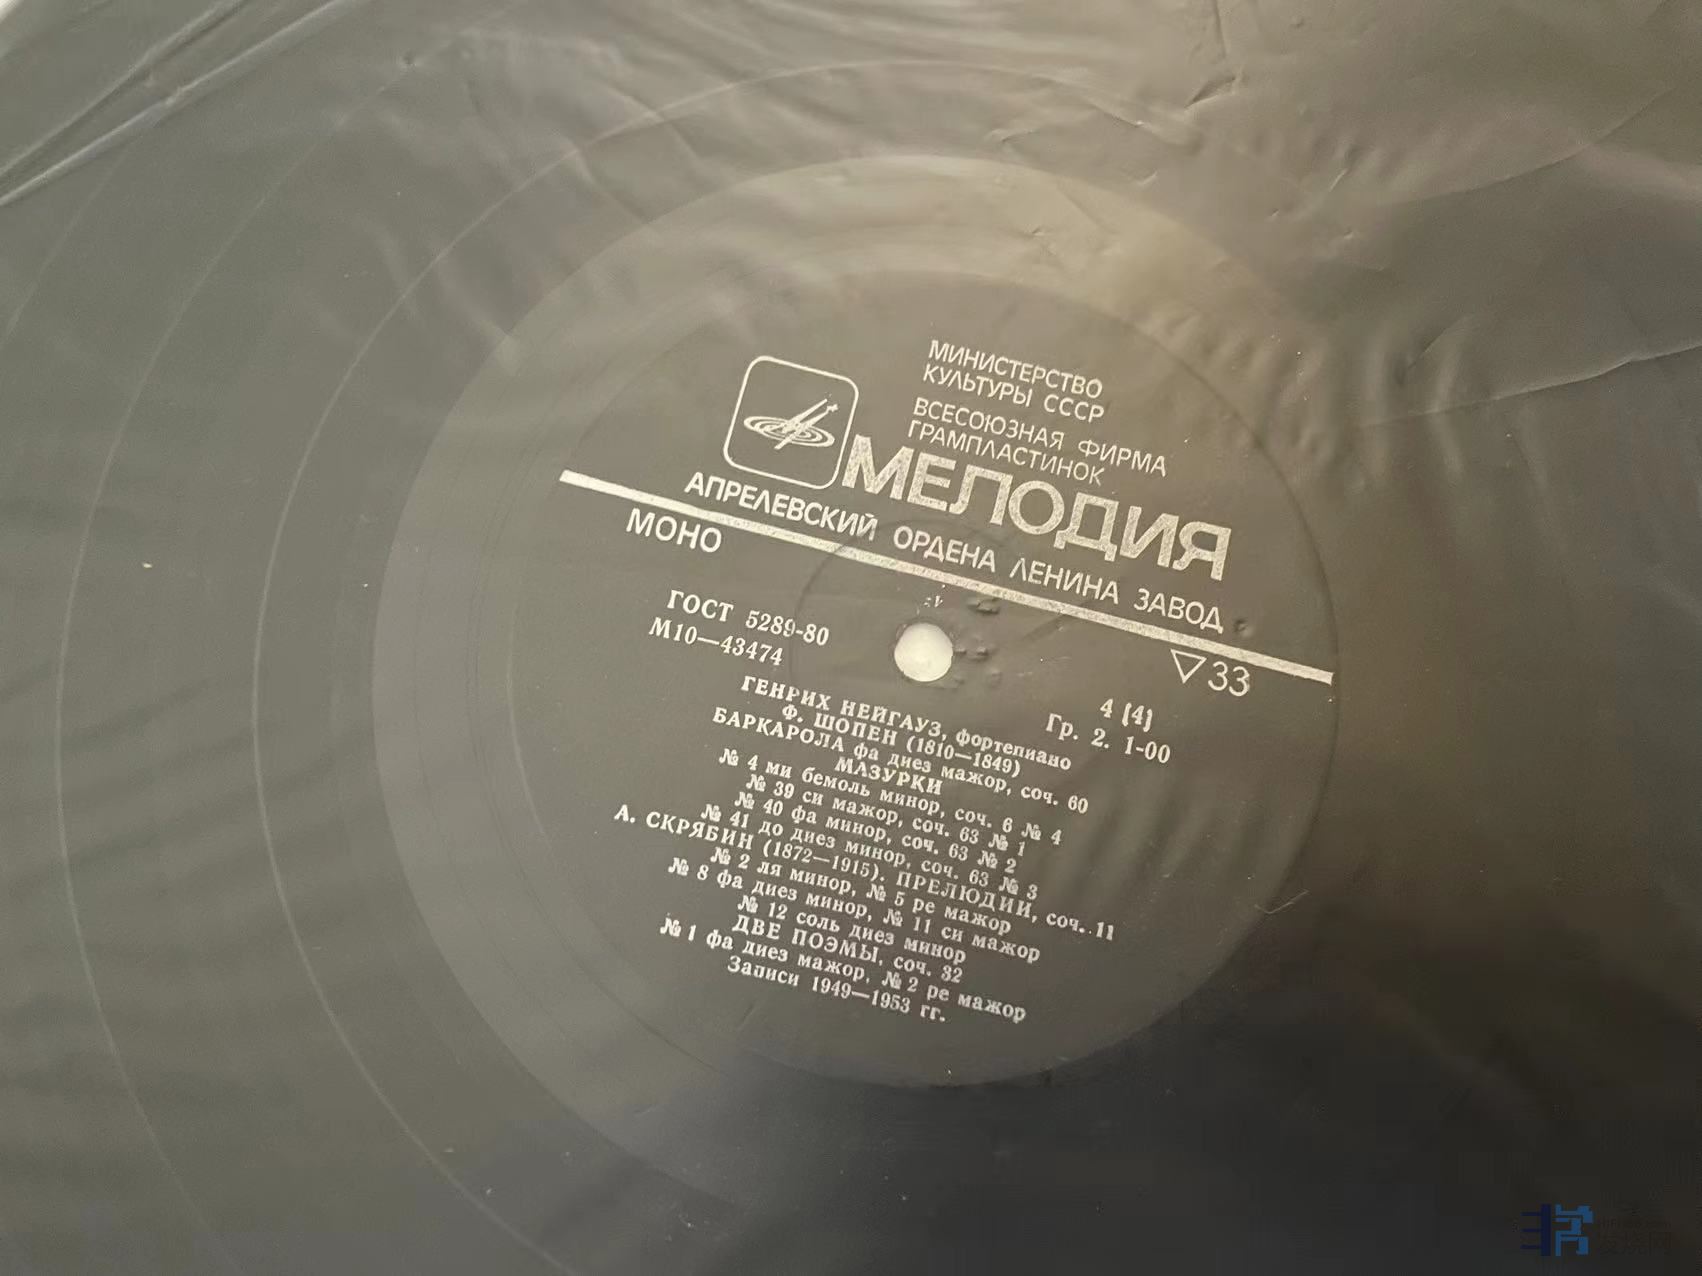 МИНИСТЕРСТВО
КУЛЬТУРЫ СССР
ВСЕСОЮЗНАЯ ФИРМА
ГРАМПЛАСТИНОК
МЕЛОДИЯ
АПРЕЛЕВСКИЙ ОРДЕНА ЛЕНИНА ЗАВОД
МОНО
▽33
ГОСТ 5289-80
М10—43474
4 (4)
Гр. 2. 1-00
ГЕНРИХ НЕЙГАУЗ, фортепиано
Ф. ШОПЕН (1810—1849)
БАРКАРОЛА фа диез мажор, соч. 60
МАЗУРКИ
№ 4 ми бемоль минор, соч. 6 № 4
№ 39 си мажор, соч. 63 № 1
№ 40 фа минор, соч. 63 № 2
№ 41 до диез минор, соч. 63 № 3
А. СКРЯБИН (1872—1915). ПРЕЛЮДИИ, соч. 11
№ 2 ля минор, № 5 ре мажор
№ 8 фа диез минор, № 11 си мажор
№ 12 соль диез минор
ДВЕ ПОЭМЫ, соч. 32
№ 1 фа диез мажор, № 2 ре мажор
Записи 1949—1953 гг.
发烧网